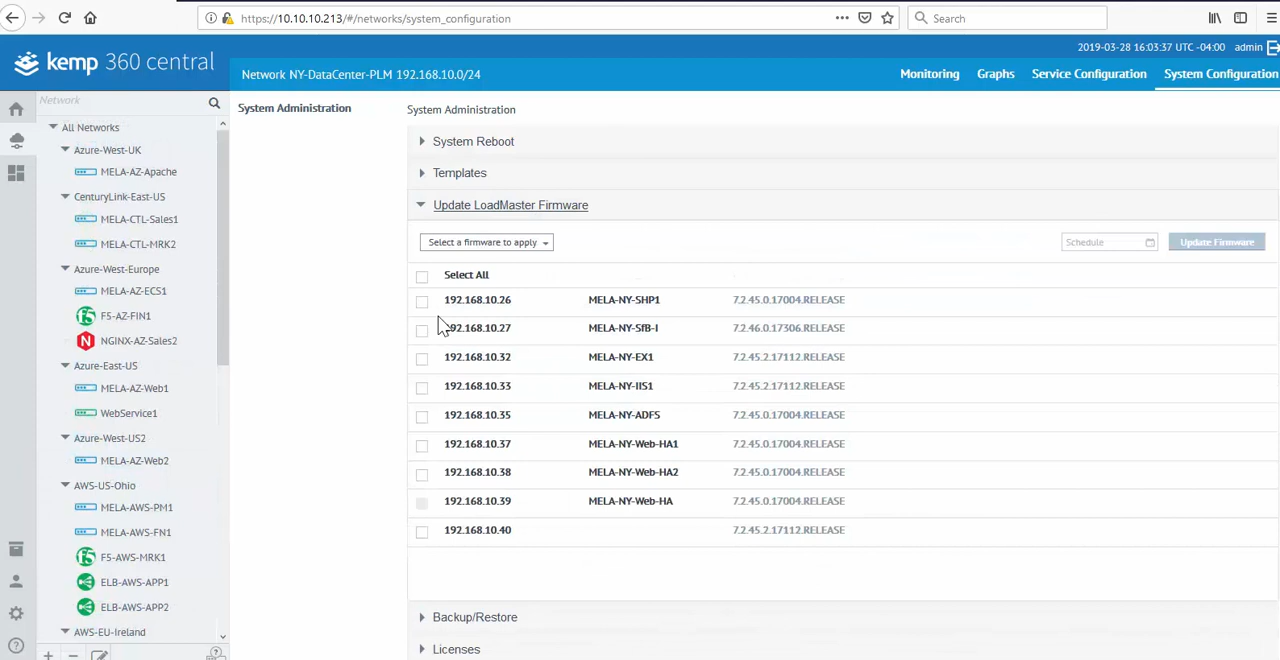 https://10.10.10.213/#/networks/system_configuration
Search
2019-03-28 16:03:37 UTC -04:00 admin
kemp 360 central
Network NY-DataCenter-PLM 192.168.10.0/24
Monitoring Graphs Service Configuration System Configuration
Network
System Administration
System Administration
All Networks
Azure-West-UK
MELA-AZ-Apache
CenturyLink-East-US
MELA-CTL-Sales1
MELA-CTL-MRK2
Azure-West-Europe
MELA-AZ-ECS1
F5-AZ-FIN1
NGINX-AZ-Sales2
Azure-East-US
MELA-AZ-Web1
WebService1
Azure-West-US2
MELA-AZ-Web2
AWS-US-Ohio
MELA-AWS-PM1
MELA-AWS-FN1
F5-AWS-MRK1
ELB-AWS-APP1
ELB-AWS-APP2
AWS-EU-Ireland
System Reboot
Templates
Update LoadMaster Firmware
Select a firmware to apply
Schedule
Update Firmware
Select All
192.168.10.26 MELA-NY-SHP1 7.2.45.0.17004.RELEASE
192.168.10.27 MELA-NY-SfB-I 7.2.46.0.17306.RELEASE
192.168.10.32 MELA-NY-EX1 7.2.45.2.17112.RELEASE
192.168.10.33 MELA-NY-IIS1 7.2.45.2.17112.RELEASE
192.168.10.35 MELA-NY-ADFS 7.2.45.0.17004.RELEASE
192.168.10.37 MELA-NY-Web-HA1 7.2.45.0.17004.RELEASE
192.168.10.38 MELA-NY-Web-HA2 7.2.45.0.17004.RELEASE
192.168.10.39 MELA-NY-Web-HA 7.2.45.0.17004.RELEASE
192.168.10.40 7.2.45.2.17112.RELEASE
Backup/Restore
Licenses